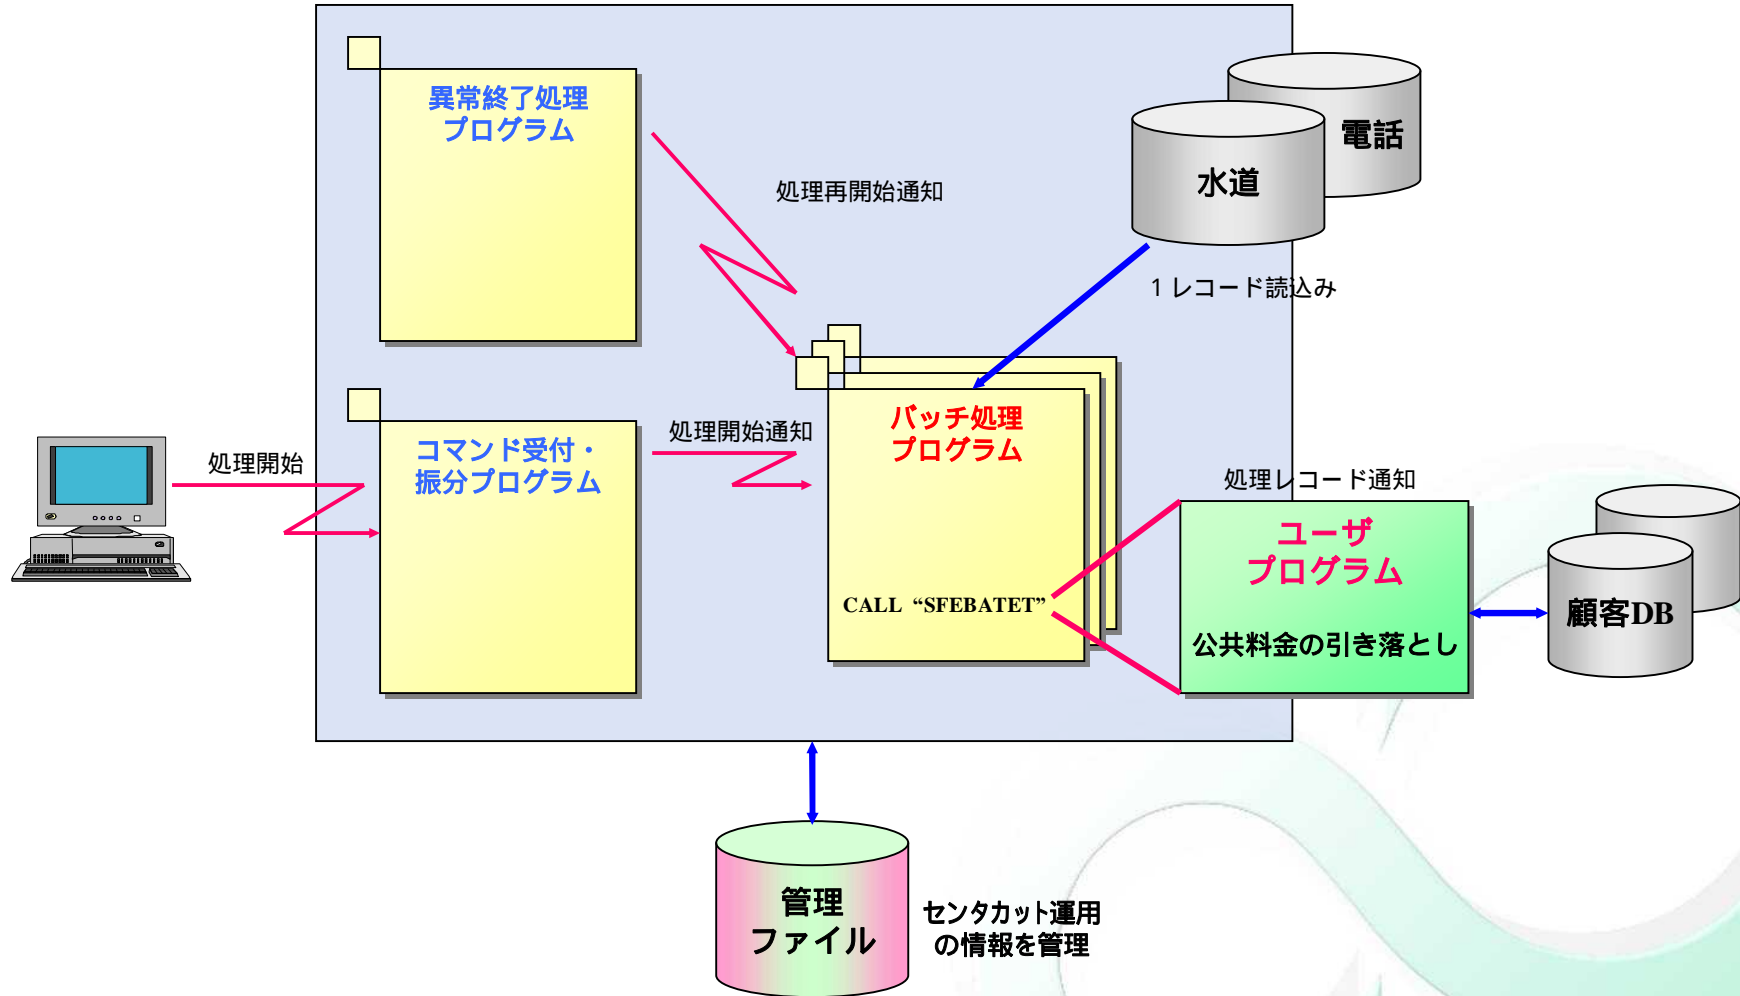 異常終了処理
プログラム
処理再開始通知
電話
水道
1レコード読込み
処理開始
コマンド受付・
振分プログラム
処理開始通知
バッチ処理
プログラム
CALL “SFEBATET”
処理レコード通知
ユーザ
プログラム
公共料金の引き落とし
顧客DB
管理
ファイル
センタカット運用
の情報を管理